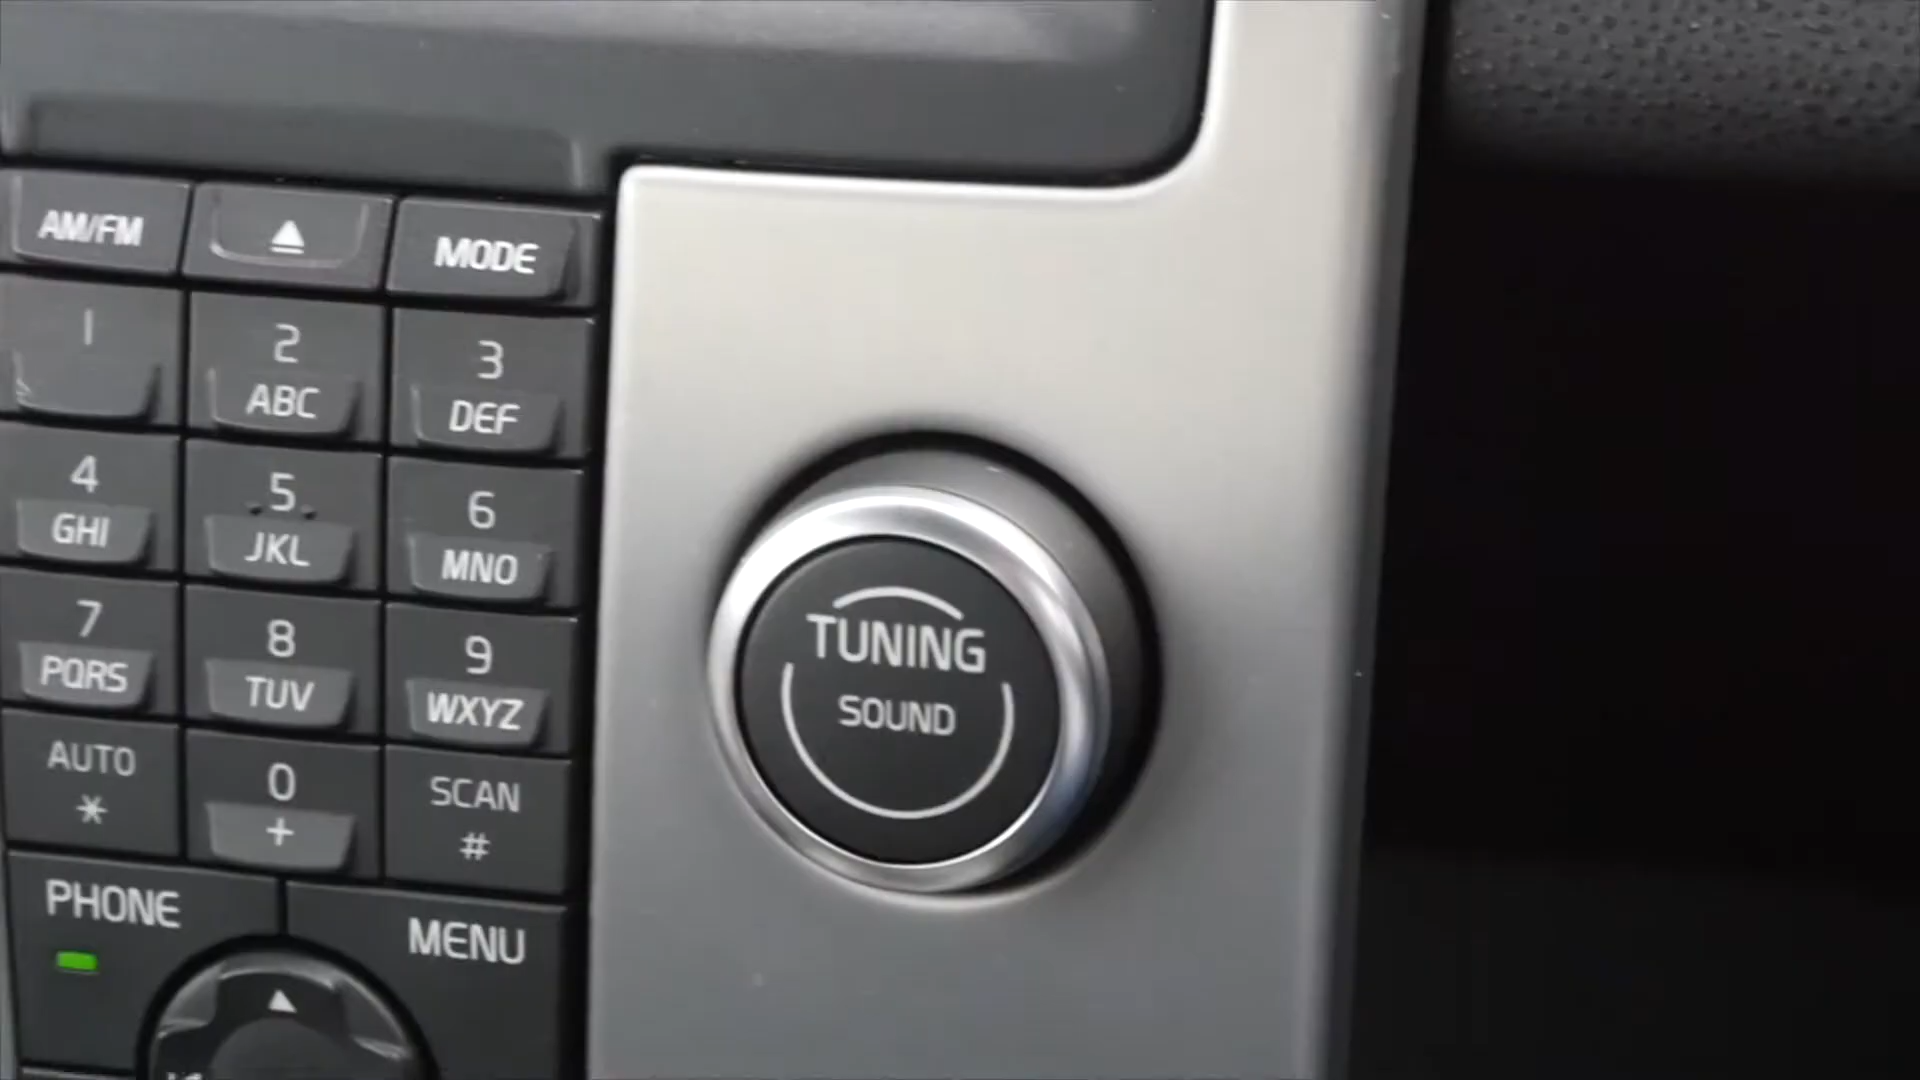 AM/FM
MODE
1
2
ABC
3
DEF
4
GHI
5
JKL
6
MNO
7
PQRS
8
TUV
9
WXYZ
AUTO
*
0
+
SCAN
#
PHONE
MENU
TUNING
SOUND